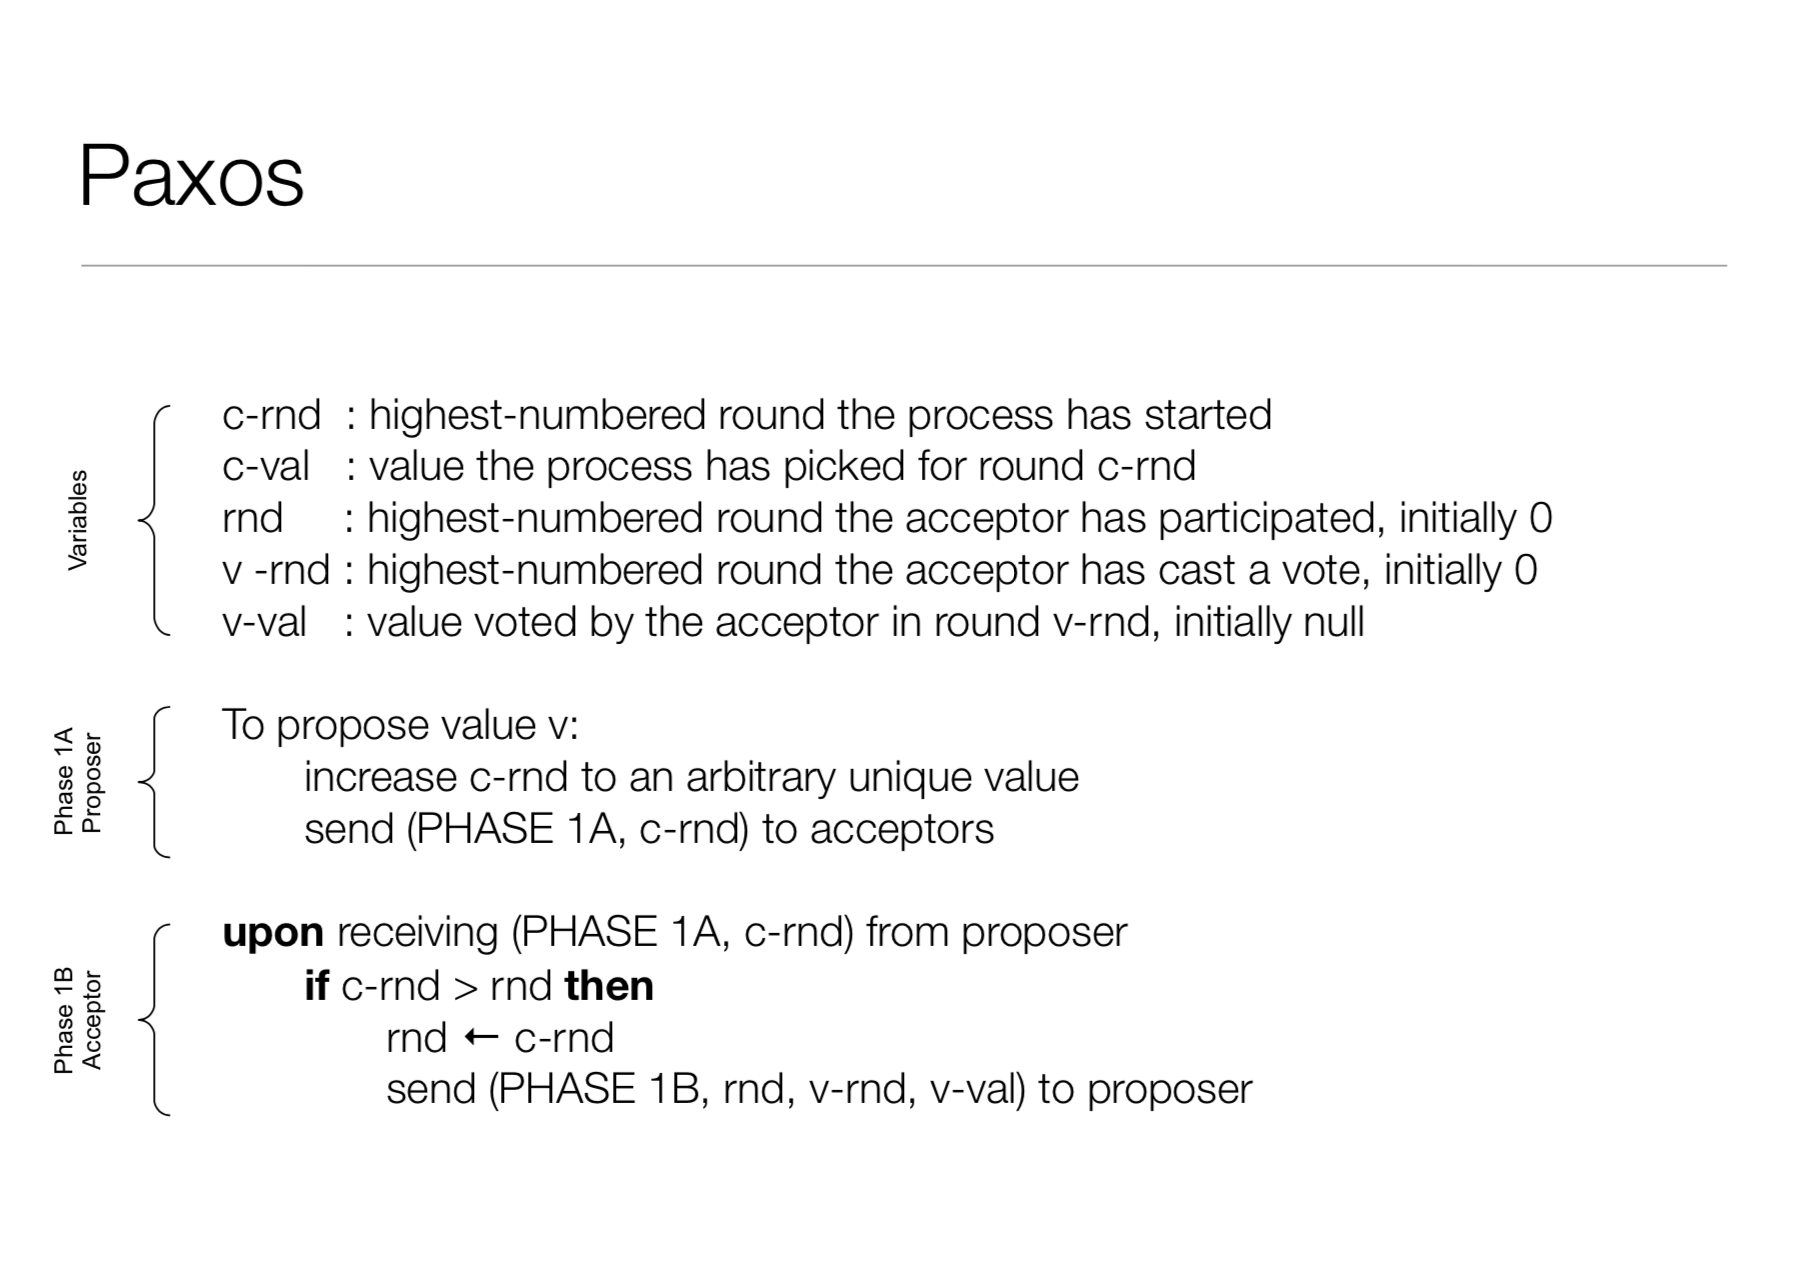 Paxos
Variables
c-rnd : highest-numbered round the process has started
c-val : value the process has picked for round c-rnd
rnd : highest-numbered round the acceptor has participated, initially 0
v -rnd : highest-numbered round the acceptor has cast a vote, initially 0
v-val : value voted by the acceptor in round v-rnd, initially null
Phase 1A
Proposer
To propose value v:
increase c-rnd to an arbitrary unique value
send (PHASE 1A, c-rnd) to acceptors
Phase 1B
Acceptor
upon receiving (PHASE 1A, c-rnd) from proposer
if c-rnd > rnd then
rnd ← c-rnd
send (PHASE 1B, rnd, v-rnd, v-val) to proposer